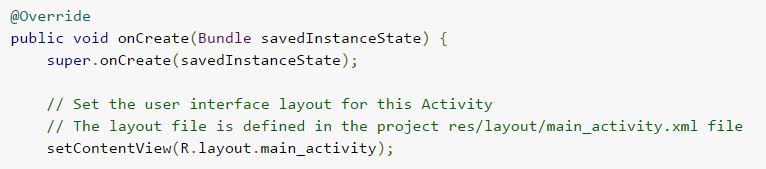 @Override
public void onCreate(Bundle savedInstanceState) {
    super.onCreate(savedInstanceState);

    // Set the user interface layout for this Activity
    // The layout file is defined in the project res/layout/main_activity.xml file
    setContentView(R.layout.main_activity);